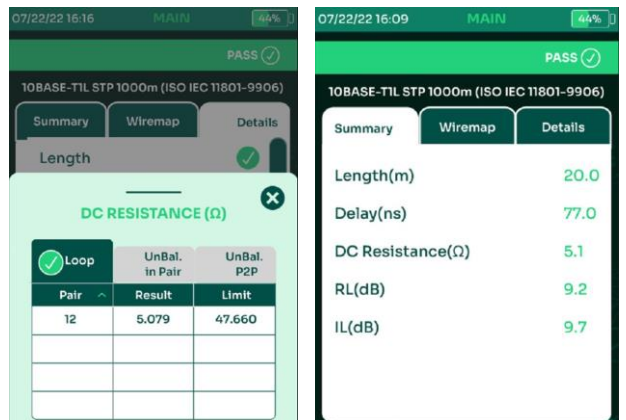 07/22/22 16:16 MAIN 44%
PASS
10BASE-T1L STP 1000m (ISO IEC 11801-9906)
Summary Wiremap Details
Length
DC RESISTANCE (Ω)
Loop UnBal. in Pair UnBal. P2P
Pair Result Limit
12 5.079 47.660
07/22/22 16:09 MAIN 44%
PASS
10BASE-T1L STP 1000m (ISO IEC 11801-9906)
Summary Wiremap Details
Length(m) 20.0
Delay(ns) 77.0
DC Resistance(Ω) 5.1
RL(dB) 9.2
IL(dB) 9.7